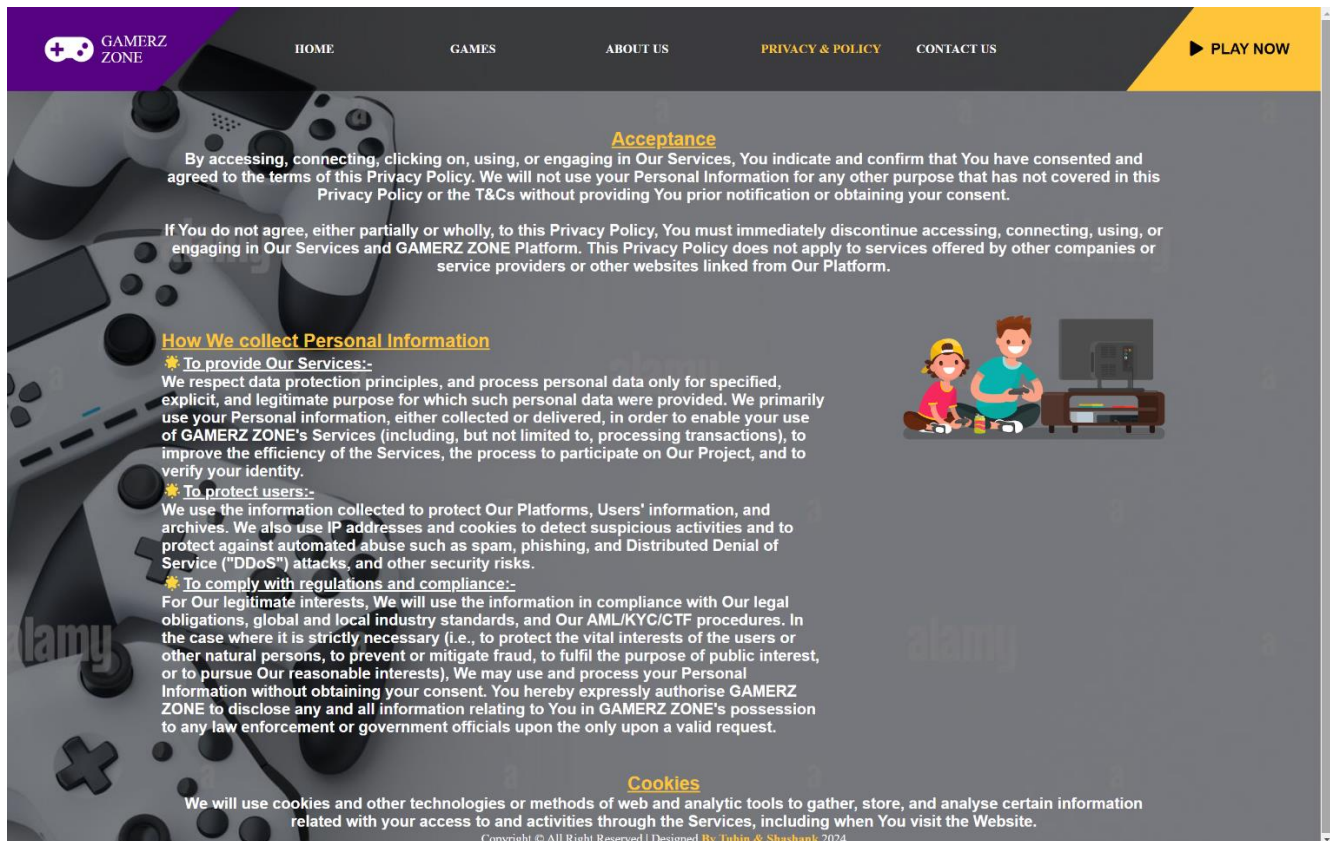 GAMERZ
ZONE
HOME
GAMES
ABOUT US
PRIVACY & POLICY
CONTACT US
PLAY NOW
Acceptance
By accessing, connecting, clicking on, using, or engaging in Our Services, You indicate and confirm that You have consented and
agreed to the terms of this Privacy Policy. We will not use your Personal Information for any other purpose that has not covered in this
Privacy Policy or the T&Cs without providing You prior notification or obtaining your consent.
If You do not agree, either partially or wholly, to this Privacy Policy, You must immediately discontinue accessing, connecting, using, or
engaging in Our Services and GAMERZ ZONE Platform. This Privacy Policy does not apply to services offered by other companies or
service providers or other websites linked from Our Platform.
How We collect Personal Information
To provide Our Services:-
We respect data protection principles, and process personal data only for specified,
explicit, and legitimate purpose for which such personal data were provided. We primarily
use your Personal information, either collected or delivered, in order to enable your use
of GAMERZ ZONE's Services (including, but not limited to, processing transactions), to
improve the efficiency of the Services, the process to participate on Our Project, and to
verify your identity.
To protect users:-
We use the information collected to protect Our Platforms, Users' information, and
archives. We also use IP addresses and cookies to detect suspicious activities and to
protect against automated abuse such as spam, phishing, and Distributed Denial of
Service ("DDoS") attacks, and other security risks.
To comply with regulations and compliance:-
For Our legitimate interests, We will use the information in compliance with Our legal
obligations, global and local industry standards, and Our AML/KYC/CTF procedures. In
the case where it is strictly necessary (i.e., to protect the vital interests of the users or
other natural persons, to prevent or mitigate fraud, to fulfil the purpose of public interest,
or to pursue Our reasonable interests), We may use and process your Personal
Information without obtaining your consent. You hereby expressly authorise GAMERZ
ZONE to disclose any and all information relating to You in GAMERZ ZONE's possession
to any law enforcement or government officials upon the only upon a valid request.
Cookies
We will use cookies and other technologies or methods of web and analytic tools to gather, store, and analyse certain information
related with your access to and activities through the Services, including when You visit the Website.
Copyright © All Right Reserved | Designed By Tuhin & Shashank 2024
alamy
alamy
alamy
alamy
alamy